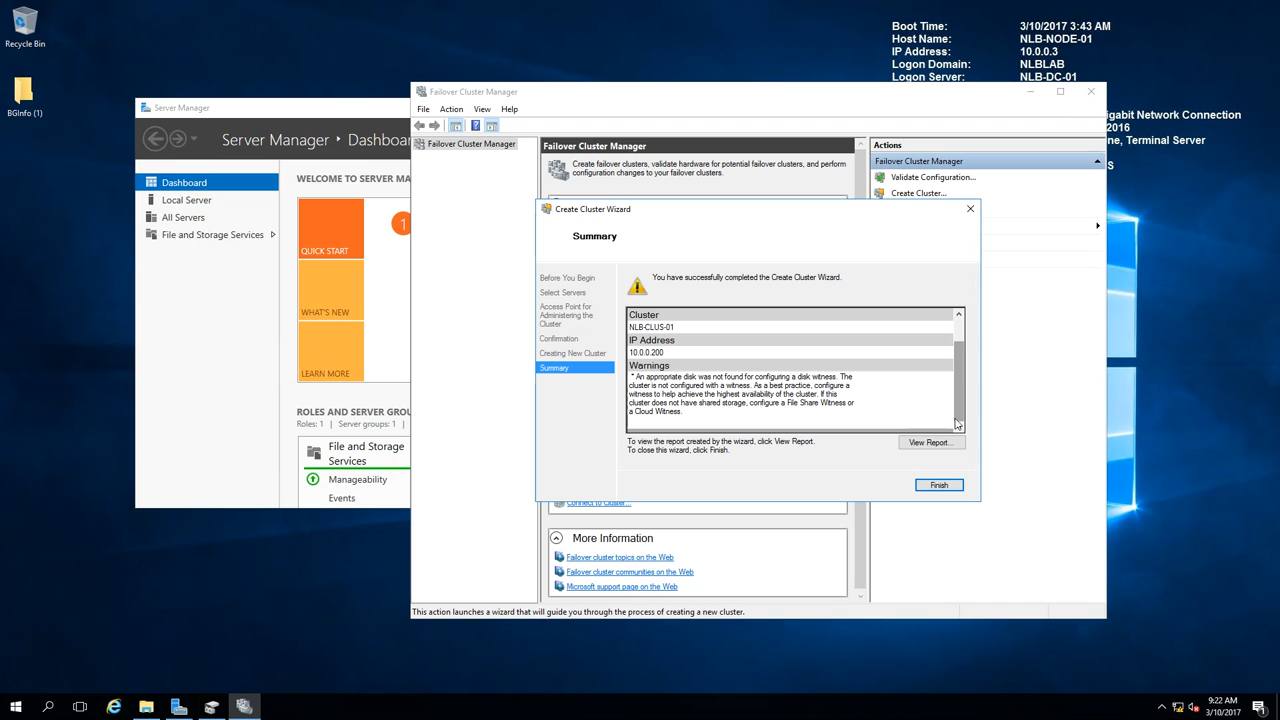 Recycle Bin
BGInfo (1)
Boot Time: 3/10/2017 3:43 AM
Host Name: NLB-NODE-01
IP Address: 10.0.0.3
Logon Domain: NLBLAB
Logon Server: NLB-DC-01
igabit Network Connection
2016
ne, Terminal Server
S
Server Manager
Server Manager
Dashboa
Dashboard
Local Server
All Servers
File and Storage Services
WELCOME TO SERVER MA
QUICK START
1
WHAT'S NEW
LEARN MORE
ROLES AND SERVER GROU
Roles: 1 | Server groups: 1
File and Storage
Services
Manageability
Events
Failover Cluster Manager
File Action View Help
Failover Cluster Manager
Failover Cluster Manager
Create failover clusters, validate hardware for potential failover clusters, and perform
configuration changes to your failover clusters.
Actions
Failover Cluster Manager
Validate Configuration...
Create Cluster...
Create Cluster Wizard
Summary
Before You Begin
Select Servers
Access Point for
Administering the
Cluster
Confirmation
Creating New Cluster
Summary
You have successfully completed the Create Cluster Wizard.
Cluster
NLB-CLUS-01
IP Address
10.0.0.200
Warnings
* An appropriate disk was not found for configuring a disk witness. The
cluster is not configured with a witness. As a best practice, configure a
witness to help achieve the highest availability of the cluster. If this
cluster does not have shared storage, configure a File Share Witness or
a Cloud Witness.
To view the report created by the wizard, click View Report.
To close this wizard, click Finish.
View Report...
Finish
Connect to Cluster...
More Information
Failover cluster topics on the Web
Failover cluster communities on the Web
Microsoft support page on the Web
This action launches a wizard that will guide you through the process of creating a new cluster.
9:22 AM
3/10/2017
1